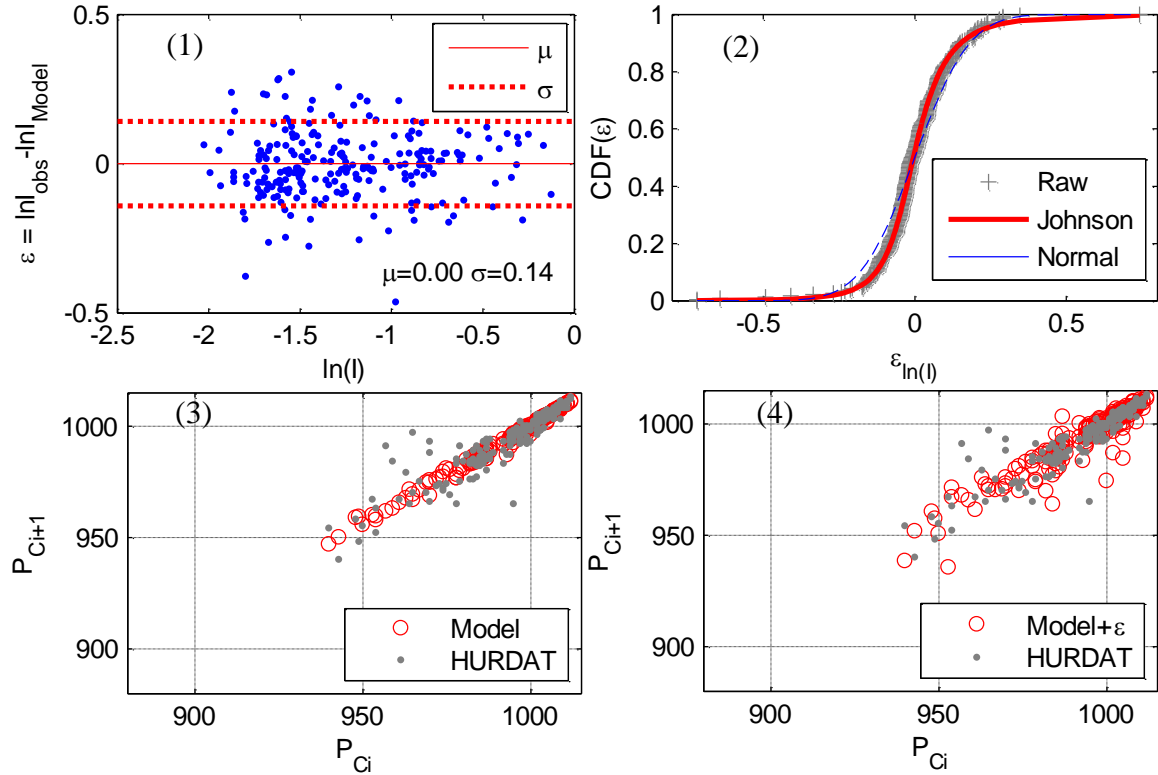 (1)
0.5
0
-0.5
-2.5 -2 -1.5 -1 -0.5 0
ε = lnI_obs-lnI_Model
ln(I)
μ
σ
μ=0.00 σ=0.14
(2)
1
0.8
0.6
0.4
0.2
0
-0.5 0 0.5
CDF(ε)
ε_ln(I)
Raw
Johnson
Normal
(3)
1000
950
900
900 950 1000
P_Ci+1
P_Ci
Model
HURDAT
(4)
1000
950
900
900 950 1000
P_Ci+1
P_Ci
Model+ε
HURDAT